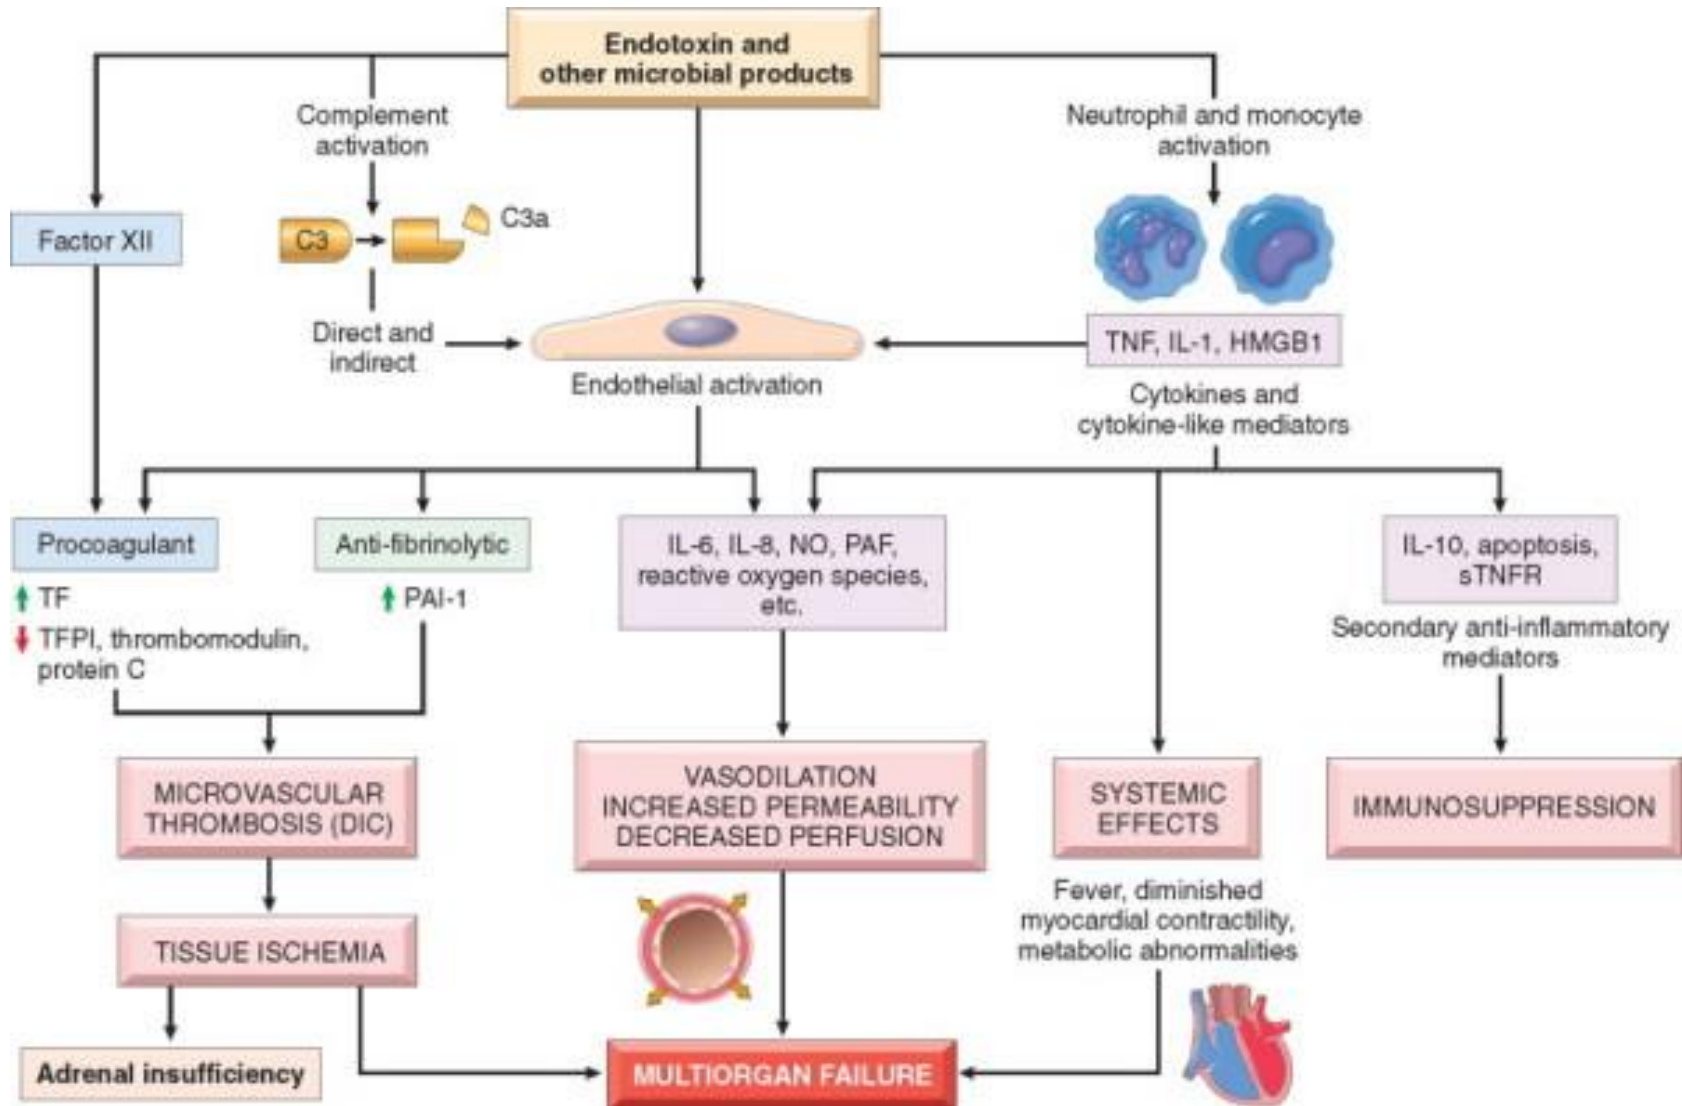 Endotoxin and
other microbial products
Complement
activation
Neutrophil and monocyte
activation
Factor XII
C3
C3a
Direct and
indirect
Endothelial activation
TNF, IL-1, HMGB1
Cytokines and
cytokine-like mediators
Procoagulant
Anti-fibrinolytic
IL-6, IL-8, NO, PAF,
reactive oxygen species,
etc.
IL-10, apoptosis,
sTNFR
TF
TFPI, thrombomodulin,
protein C
PAI-1
Secondary anti-inflammatory
mediators
MICROVASCULAR
THROMBOSIS (DIC)
VASODILATION
INCREASED PERMEABILITY
DECREASED PERFUSION
SYSTEMIC
EFFECTS
IMMUNOSUPPRESSION
Fever, diminished
myocardial contractility,
metabolic abnormalities
TISSUE ISCHEMIA
Adrenal insufficiency
MULTIORGAN FAILURE